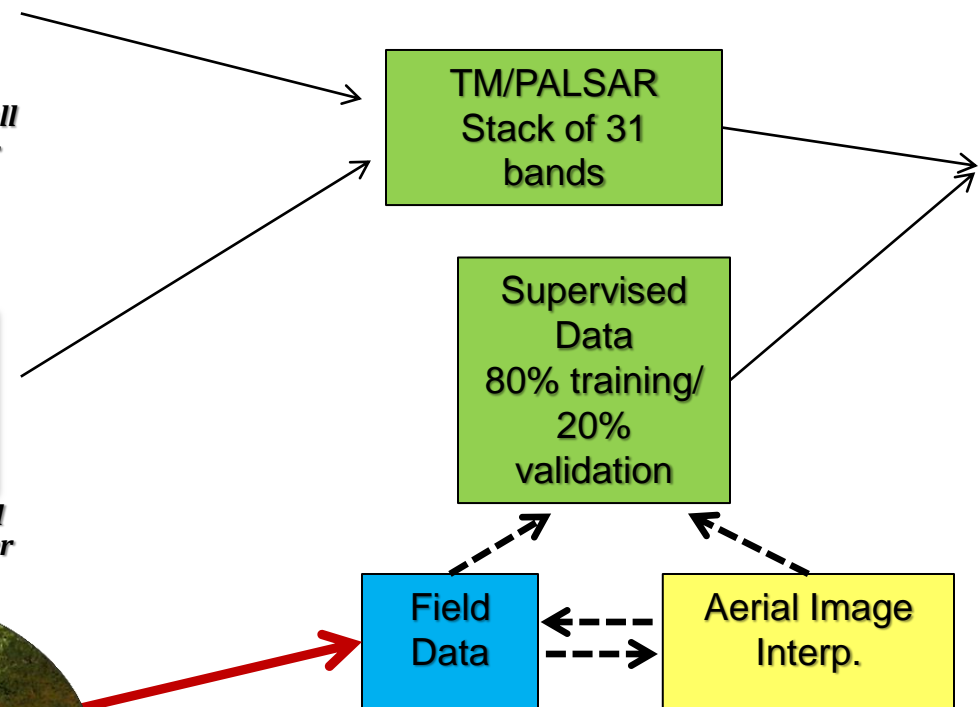 TM/PALSAR
Stack of 31
bands
Supervised
Data
80% training/
20%
validation
Field
Data
Aerial Image
Interp.